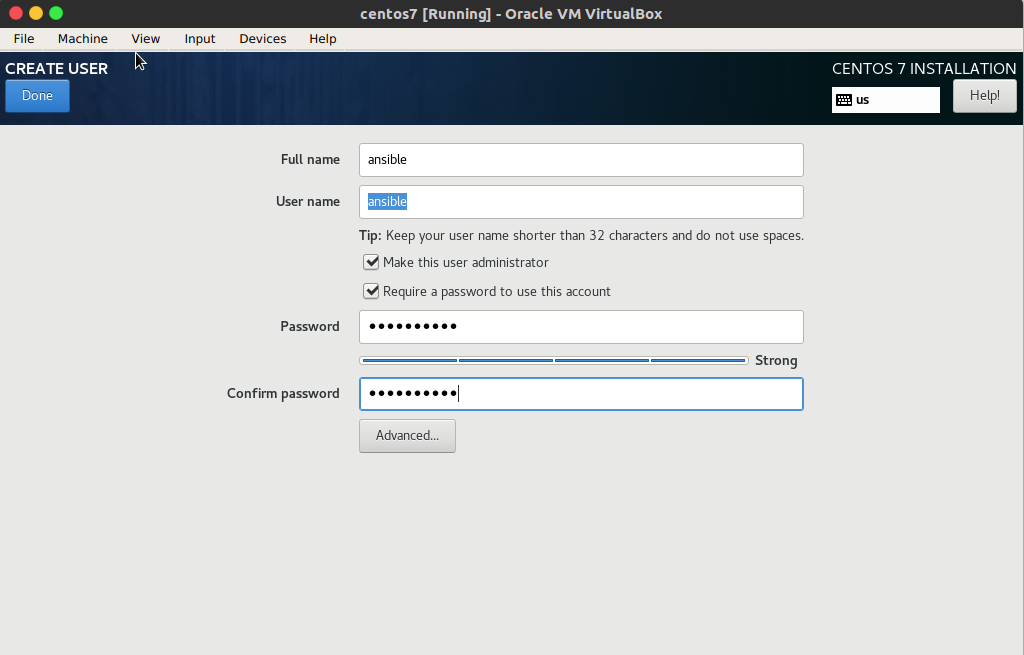 centos7 [Running] - Oracle VM VirtualBox
File Machine View Input Devices Help
CREATE USER
CENTOS 7 INSTALLATION
Done
us
Help!
Full name ansible
User name ansible
Tip: Keep your user name shorter than 32 characters and do not use spaces.
Make this user administrator
Require a password to use this account
Password ●●●●●●●●●●
Strong
Confirm password ●●●●●●●●●●
Advanced...